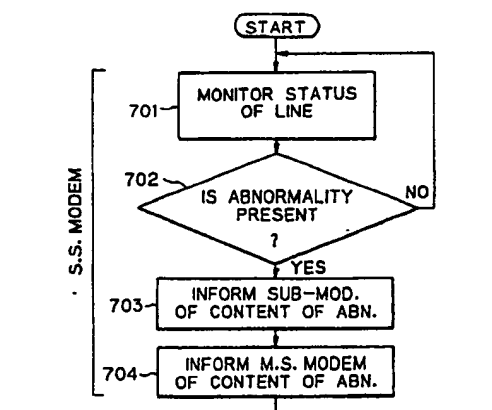 START
701
MONITOR STATUS
OF LINE
702
IS ABNORMALITY
PRESENT
?
NO
YES
S.S. MODEM
703
INFORM SUB-MOD.
OF CONTENT OF ABN.
704
INFORM M.S. MODEM
OF CONTENT OF ABN.